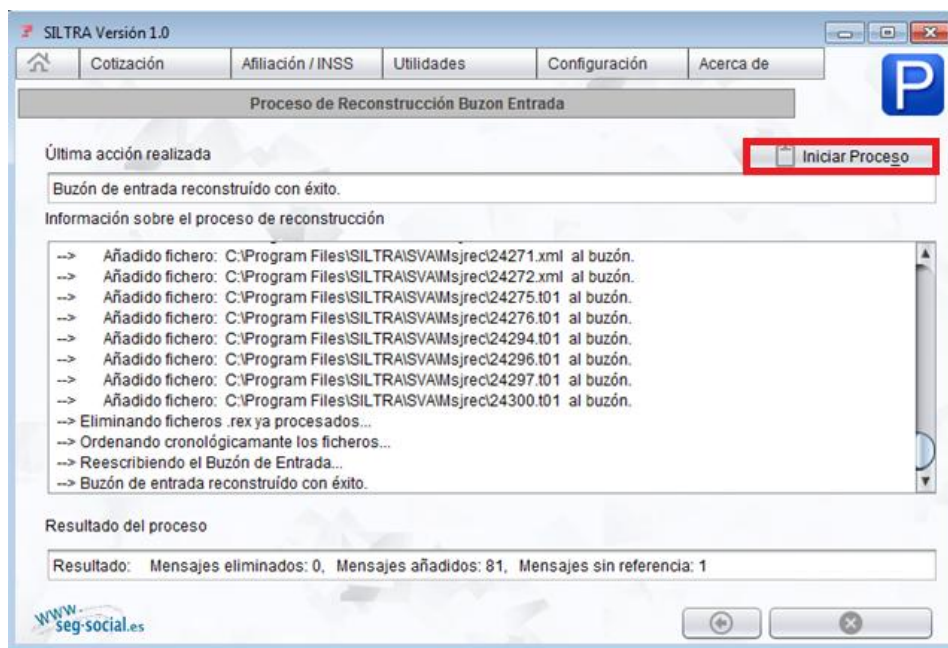 SILTRA Versión 1.0
Cotización Afiliación / INSS Utilidades Configuración Acerca de
P
Proceso de Reconstrucción Buzon Entrada
Última acción realizada
Iniciar Proceso
Buzón de entrada reconstruído con éxito.
Información sobre el proceso de reconstrucción
--> Añadido fichero: C:\Program Files\SILTRA\SVA\Msjrec\24271.xml al buzón.
--> Añadido fichero: C:\Program Files\SILTRA\SVA\Msjrec\24272.xml al buzón.
--> Añadido fichero: C:\Program Files\SILTRA\SVA\Msjrec\24275.t01 al buzón.
--> Añadido fichero: C:\Program Files\SILTRA\SVA\Msjrec\24276.t01 al buzón.
--> Añadido fichero: C:\Program Files\SILTRA\SVA\Msjrec\24294.t01 al buzón.
--> Añadido fichero: C:\Program Files\SILTRA\SVA\Msjrec\24296.t01 al buzón.
--> Añadido fichero: C:\Program Files\SILTRA\SVA\Msjrec\24297.t01 al buzón.
--> Añadido fichero: C:\Program Files\SILTRA\SVA\Msjrec\24300.t01 al buzón.
--> Eliminando ficheros .rex ya procesados...
--> Ordenando cronológicamante los ficheros...
--> Reescribiendo el Buzón de Entrada...
--> Buzón de entrada reconstruído con éxito.
Resultado del proceso
Resultado: Mensajes eliminados: 0, Mensajes añadidos: 81, Mensajes sin referencia: 1
www.
seg-social.es